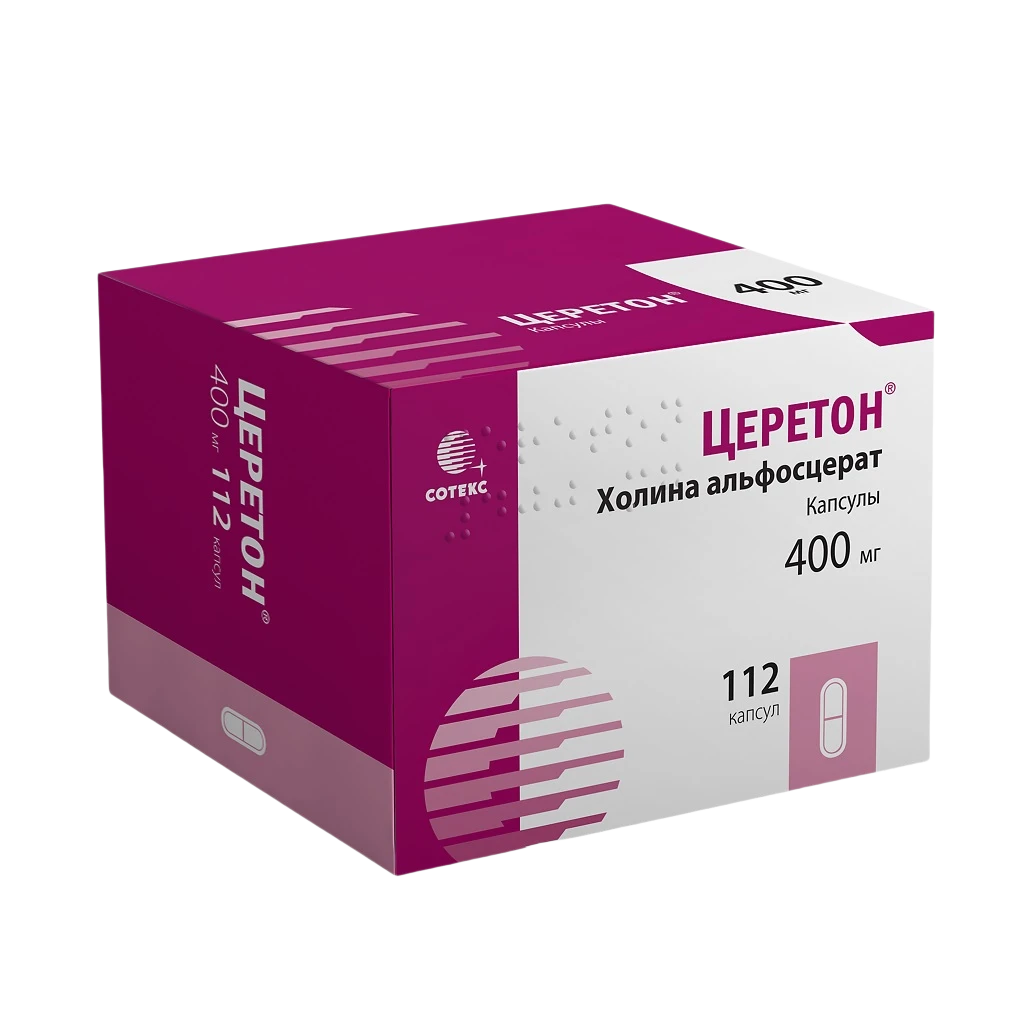 ЦЕРЕТОН®
Капсулы
400
мг
ЦЕРЕТОН®
400 мг 112 капсул
СОТЕКС
ЦЕРЕТОН®
Холина альфосцерат
Капсулы
400 мг
112
капсул